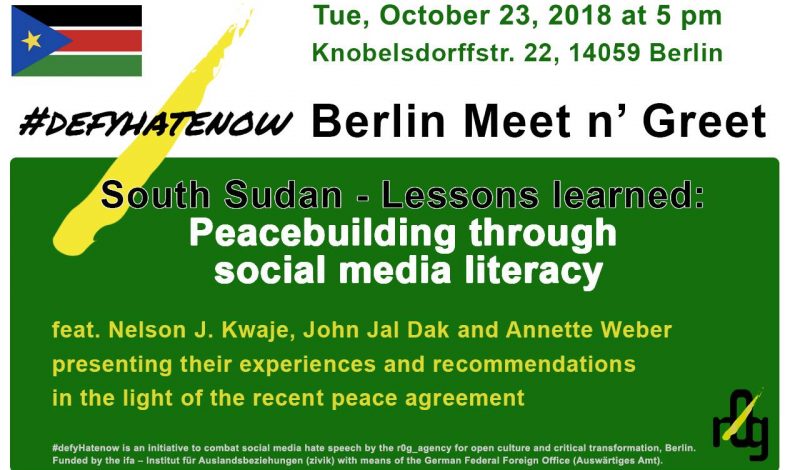 Tue, October 23, 2018 at 5 pm
Knobelsdorffstr. 22, 14059 Berlin
#DEFYHATENOW Berlin Meet n’ Greet
South Sudan - Lessons learned:
Peacebuilding through
social media literacy
feat. Nelson J. Kwaje, John Jal Dak and Annette Weber
presenting their experiences and recommendations
in the light of the recent peace agreement
r0g
#defyHatenow is an initiative to combat social media hate speech by the r0g_agency for open culture and critical transformation, Berlin.
Funded by the ifa – Institut für Auslandsbeziehungen (zivik) with means of the German Federal Foreign Office (Auswärtiges Amt).